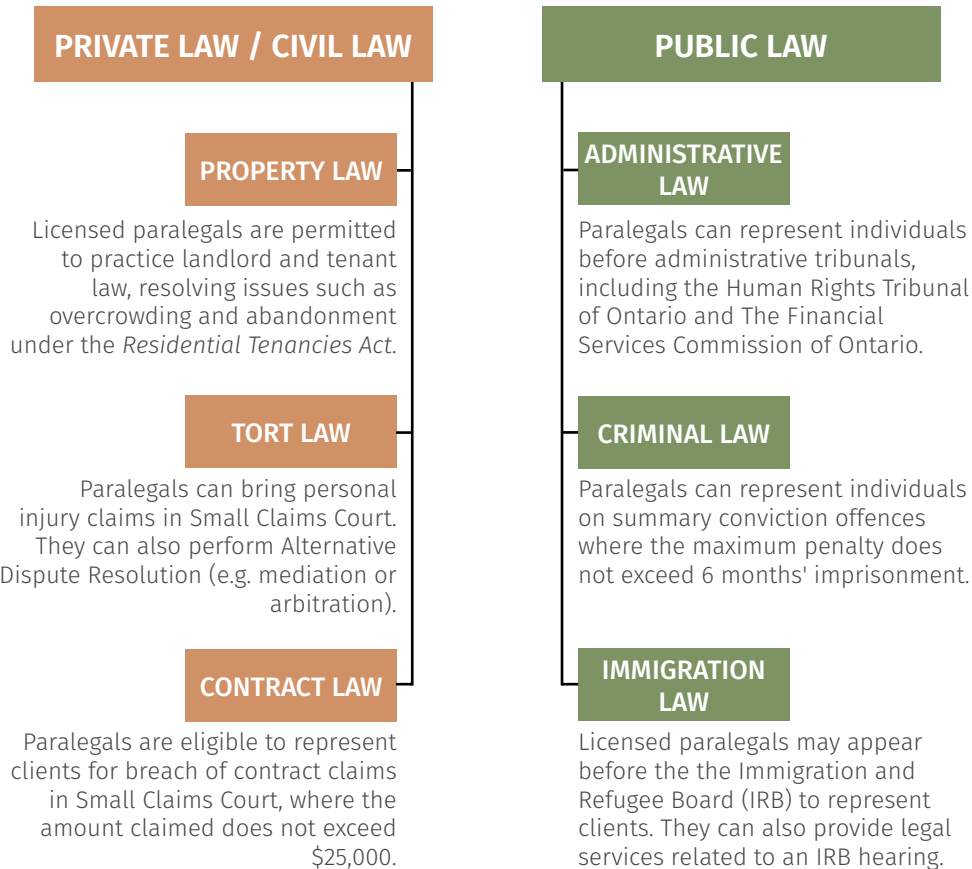 PRIVATE LAW / CIVIL LAW
PROPERTY LAW
Licensed paralegals are permitted
to practice landlord and tenant
law, resolving issues such as
overcrowding and abandonment
under the Residential Tenancies Act.
TORT LAW
Paralegals can bring personal
injury claims in Small Claims Court.
They can also perform Alternative
Dispute Resolution (e.g. mediation or
arbitration).
CONTRACT LAW
Paralegals are eligible to represent
clients for breach of contract claims
in Small Claims Court, where the
amount claimed does not exceed
$25,000.
PUBLIC LAW
ADMINISTRATIVE
LAW
Paralegals can represent individuals
before administrative tribunals,
including the Human Rights Tribunal
of Ontario and The Financial
Services Commission of Ontario.
CRIMINAL LAW
Paralegals can represent individuals
on summary conviction offences
where the maximum penalty does
not exceed 6 months' imprisonment.
IMMIGRATION
LAW
Licensed paralegals may appear
before the the Immigration and
Refugee Board (IRB) to represent
clients. They can also provide legal
services related to an IRB hearing.